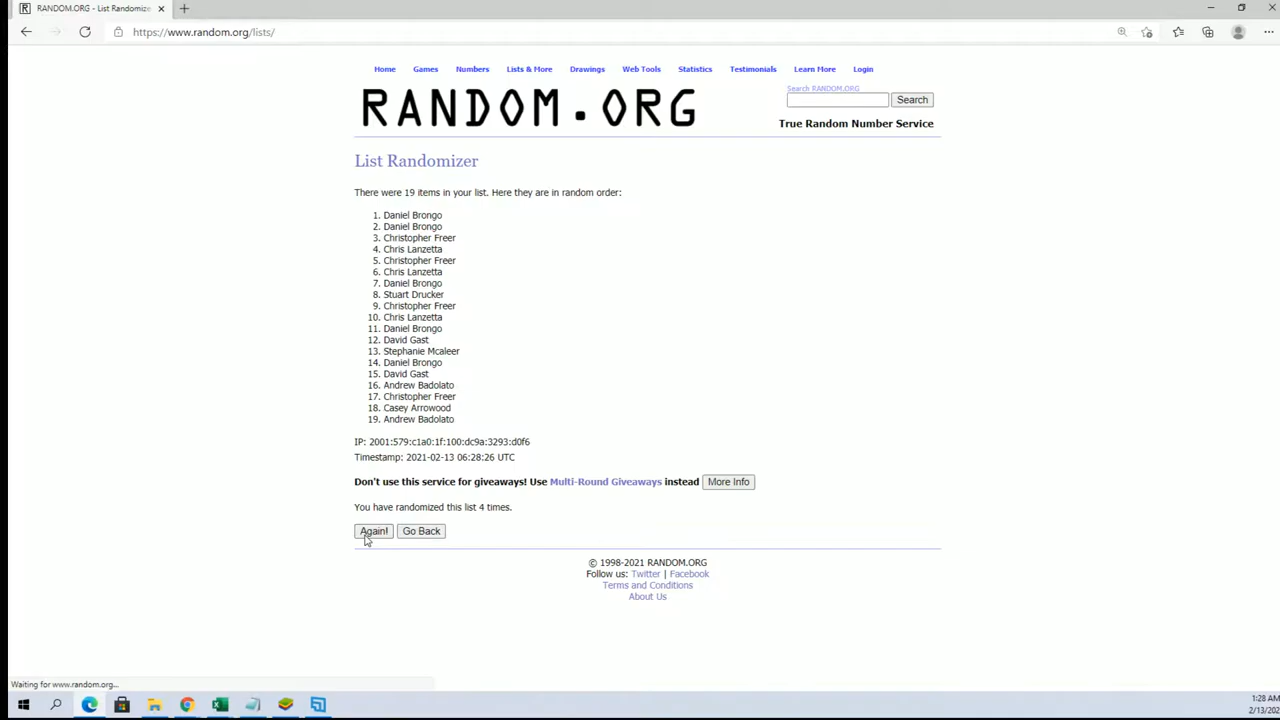 RANDOM.ORG - List Randomize
https://www.random.org/lists/
Home Games Numbers Lists & More Drawings Web Tools Statistics Testimonials Learn More Login
RANDOM.ORG
Search RANDOM.ORG
Search
True Random Number Service
List Randomizer
There were 19 items in your list. Here they are in random order:
1. Daniel Brongo
2. Daniel Brongo
3. Christopher Freer
4. Chris Lanzetta
5. Christopher Freer
6. Chris Lanzetta
7. Daniel Brongo
8. Stuart Drucker
9. Christopher Freer
10. Chris Lanzetta
11. Daniel Brongo
12. David Gast
13. Stephanie Mcaleer
14. Daniel Brongo
15. David Gast
16. Andrew Badolato
17. Christopher Freer
18. Casey Arrowood
19. Andrew Badolato
IP: 2001:579:c1a0:1f:100:dc9a:3293:d0f6
Timestamp: 2021-02-13 06:28:26 UTC
Don't use this service for giveaways! Use Multi-Round Giveaways instead More Info
You have randomized this list 4 times.
Again! Go Back
© 1998-2021 RANDOM.ORG
Follow us: Twitter | Facebook
Terms and Conditions
About Us
Waiting for www.random.org...
1:28 AM
2/13/202